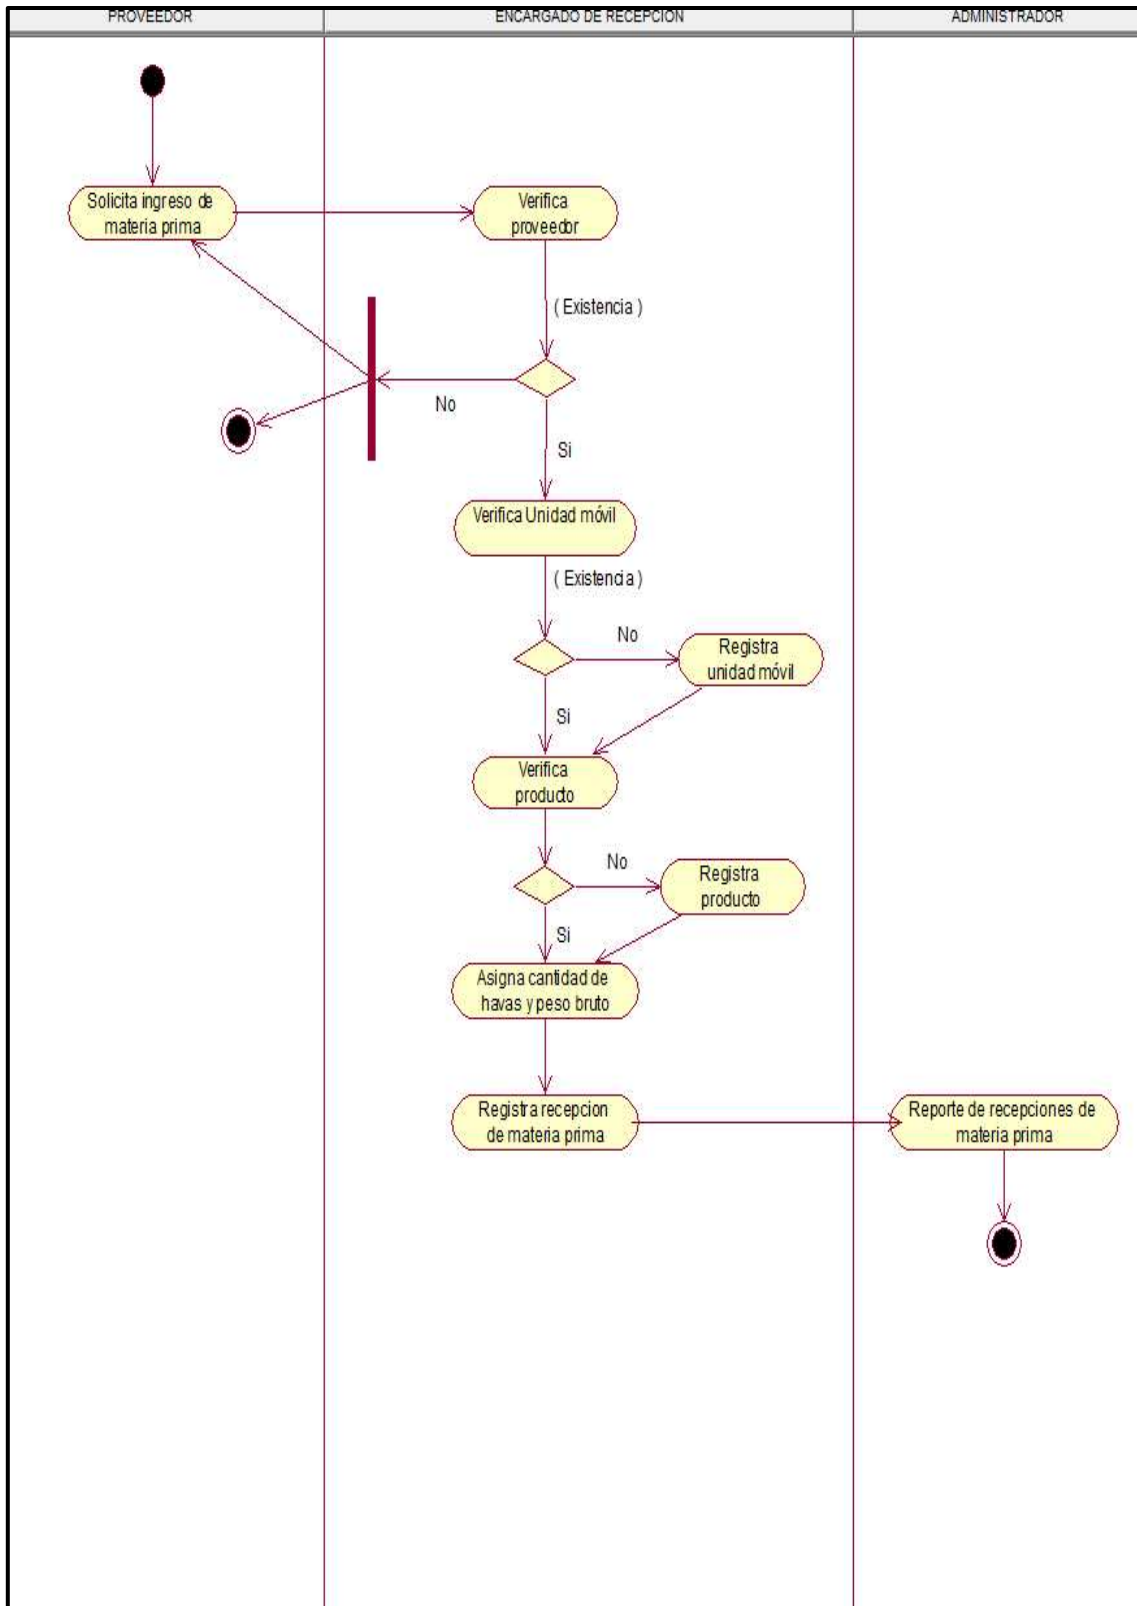 PROVEEDOR
ENCARGADO DE RECEPCION
ADMINISTRADOR
Solicita ingreso de
materia prima
Verifica
proveedor
( Existencia )
No
Si
Verifica Unidad móvil
( Existencia )
No
Registra
unidad móvil
Si
Verifica
producto
No
Registra
producto
Si
Asigna cantidad de
havas y peso bruto
Registra recepcion
de materia prima
Reporte de recepciones de
materia prima